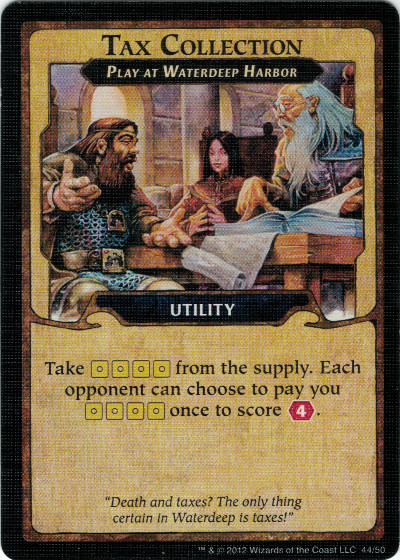 TAX COLLECTION
PLAY AT WATERDEEP HARBOR
UTILITY
Take from the supply. Each
opponent can choose to pay you
once to score 4.
"Death and taxes? The only thing
certain in Waterdeep is taxes!"
™ & ℗ 2012 Wizards of the Coast LLC 44/50